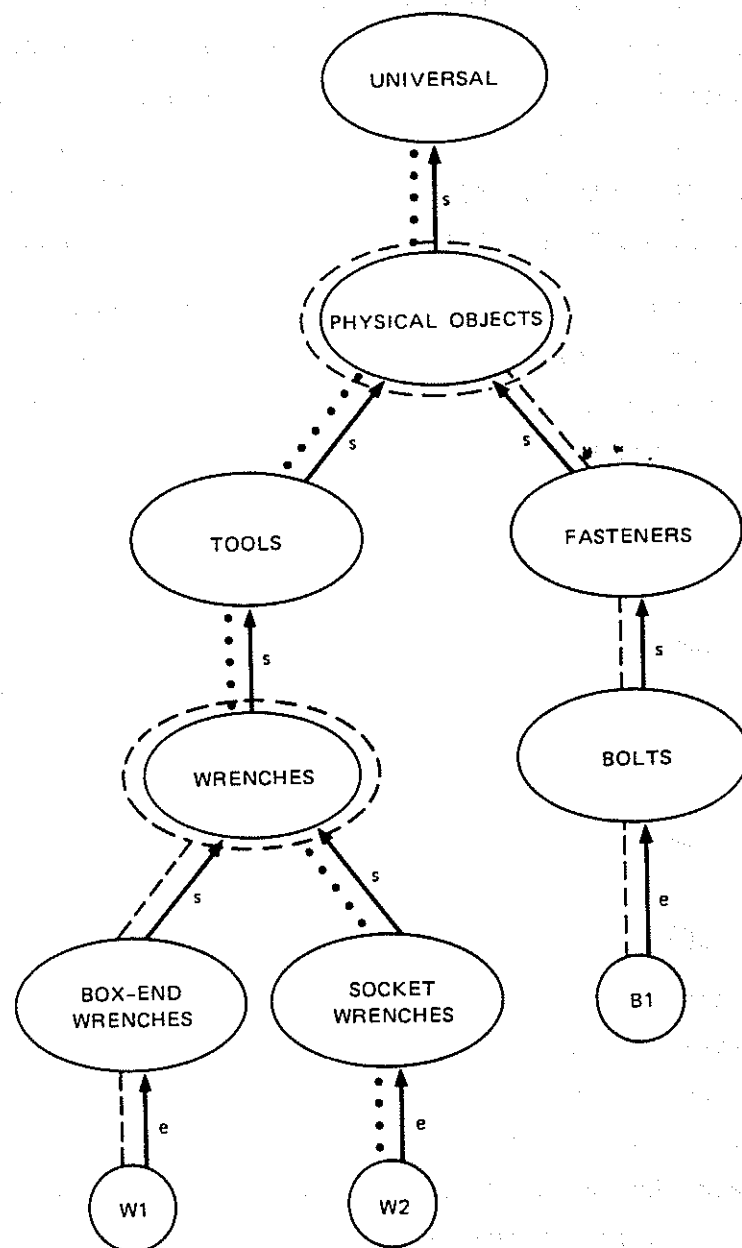 UNIVERSAL
s
PHYSICAL OBJECTS
s
s
TOOLS
FASTENERS
s
s
WRENCHES
BOLTS
s
s
e
BOX-END
WRENCHES
SOCKET
WRENCHES
B1
e
e
W1
W2